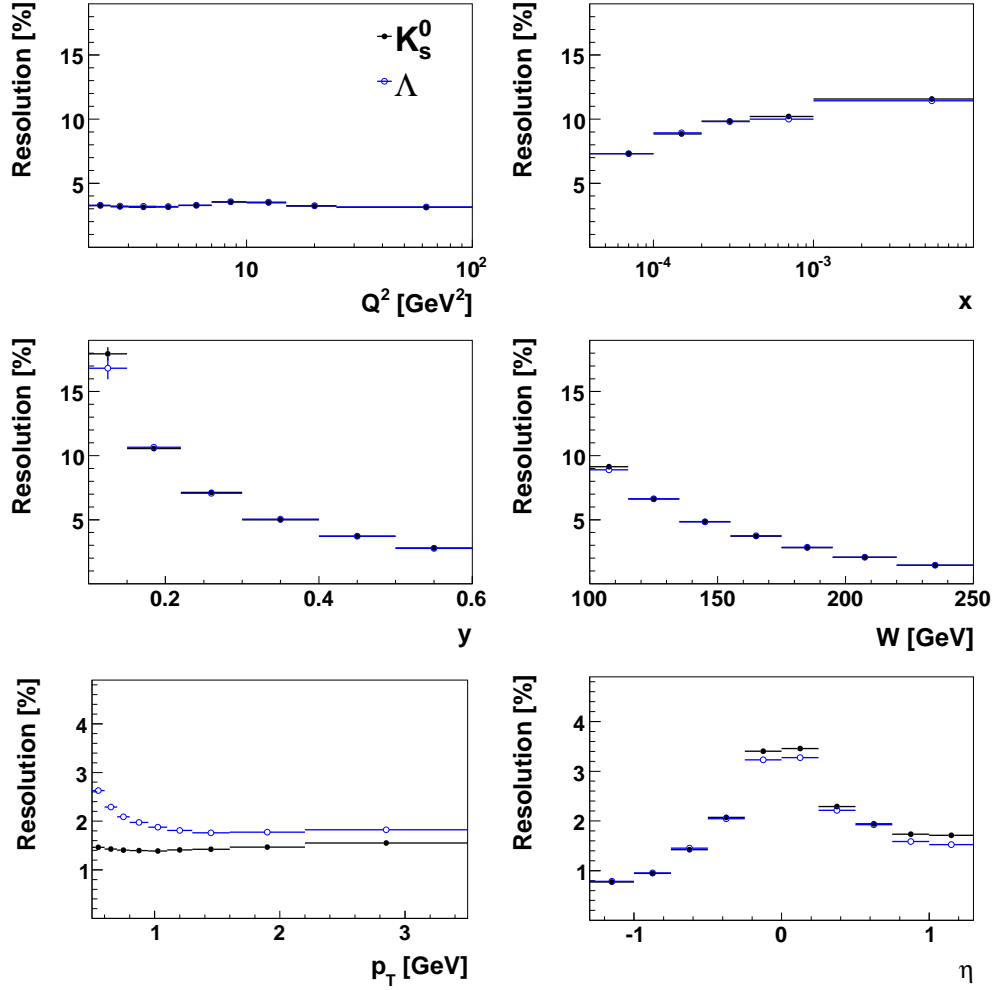 Resolution [%]
15
10
5
K⁰ₛ
Λ
10
10²
Q² [GeV²]
Resolution [%]
15
10
5
10⁻⁴
10⁻³
x
Resolution [%]
15
10
5
0.2
0.4
0.6
y
Resolution [%]
15
10
5
100
150
200
250
W [GeV]
Resolution [%]
4
3
2
1
1
2
3
p_T [GeV]
Resolution [%]
4
3
2
1
-1
0
1
η